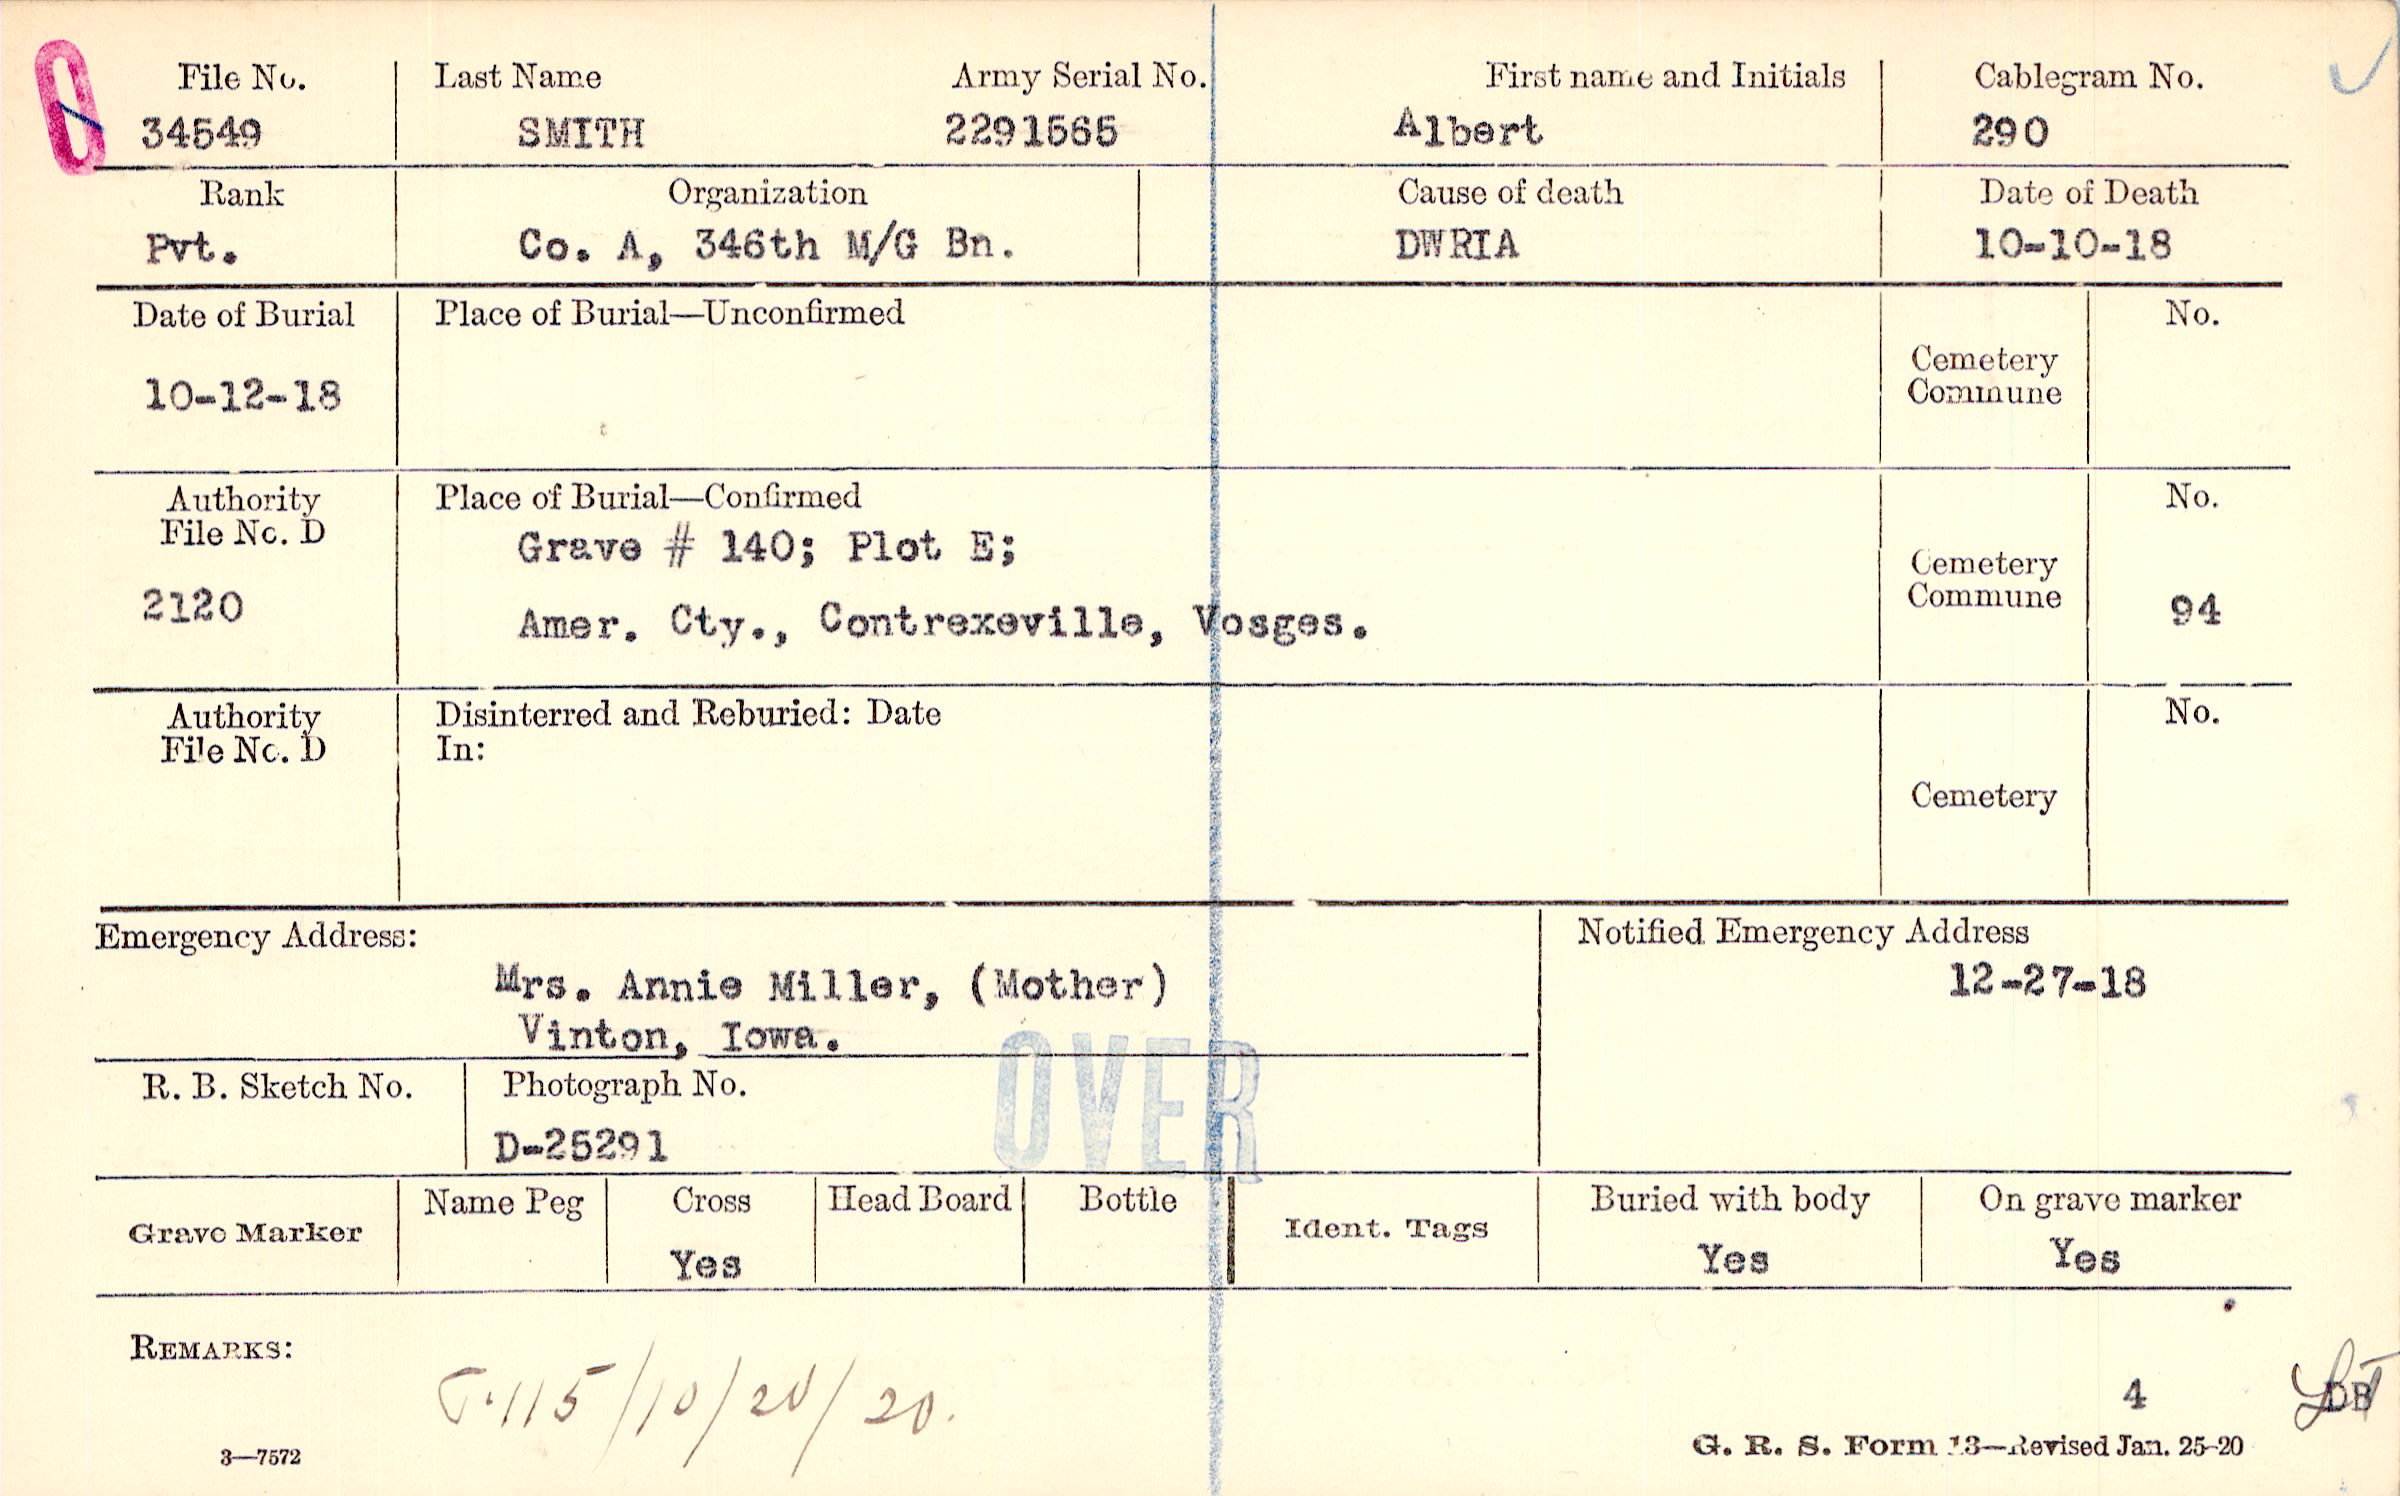 File No. Last Name Army Serial No. First name and Initials Cablegram No.
34549 SMITH 2291565 Albert 290
Rank Organization Cause of death Date of Death
Pvt. Co. A, 346th M/G Bn. DWRIA 10-10-18
Date of Burial Place of Burial—Unconfirmed No.
Cemetery
Commune
10-12-18
Authority Place of Burial—Confirmed No.
File No. D
Grave # 140; Plot E;
Cemetery
Commune
2120 94
Amer. Cty., Contrexeville, Vosges.
Authority Disinterred and Reburied: Date No.
File No. D In:
Cemetery
Emergency Address: Notified Emergency Address
Mrs. Annie Miller, (Mother) 12-27-18
Vinton, Iowa.
OVER
R. B. Sketch No. Photograph No.
D-25291
Grave Marker Name Peg Cross Head Board Bottle Ident. Tags Buried with body On grave marker
Yes Yes Yes
REMARKS:
115/10/20/20.
4 DB
3—7572 G. R. S. Form 13—Revised Jan. 25-20